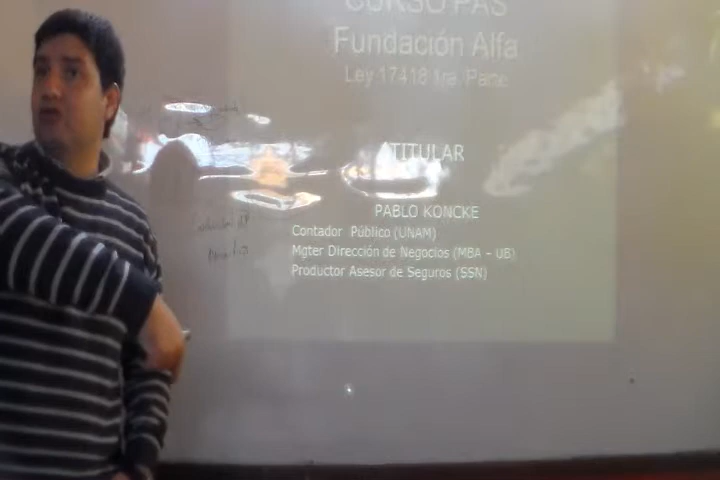 CURSO PAS
Fundación Alfa
Ley 17418 1ra. Parte
TITULAR
PABLO KONCKE
Contador Público (UNAM)
Mgter Dirección de Negocios (MBA - UB)
Productor Asesor de Seguros (SSN)